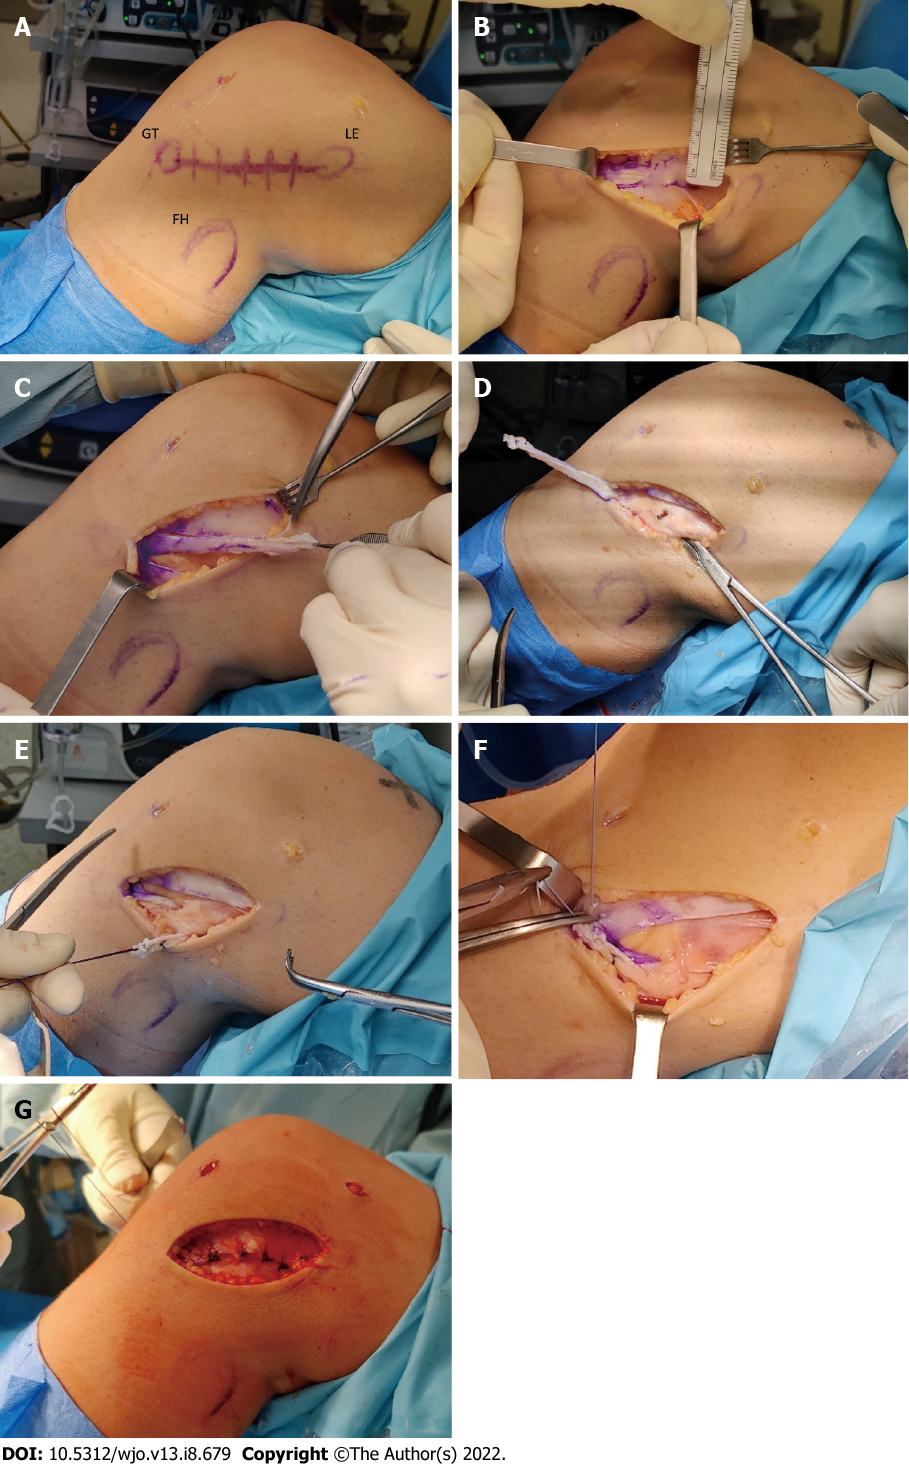 A
GT
LE
FH
B
C
D
E
F
G
DOI: 10.5312/wjo.v13.i8.679 Copyright ©The Author(s) 2022.